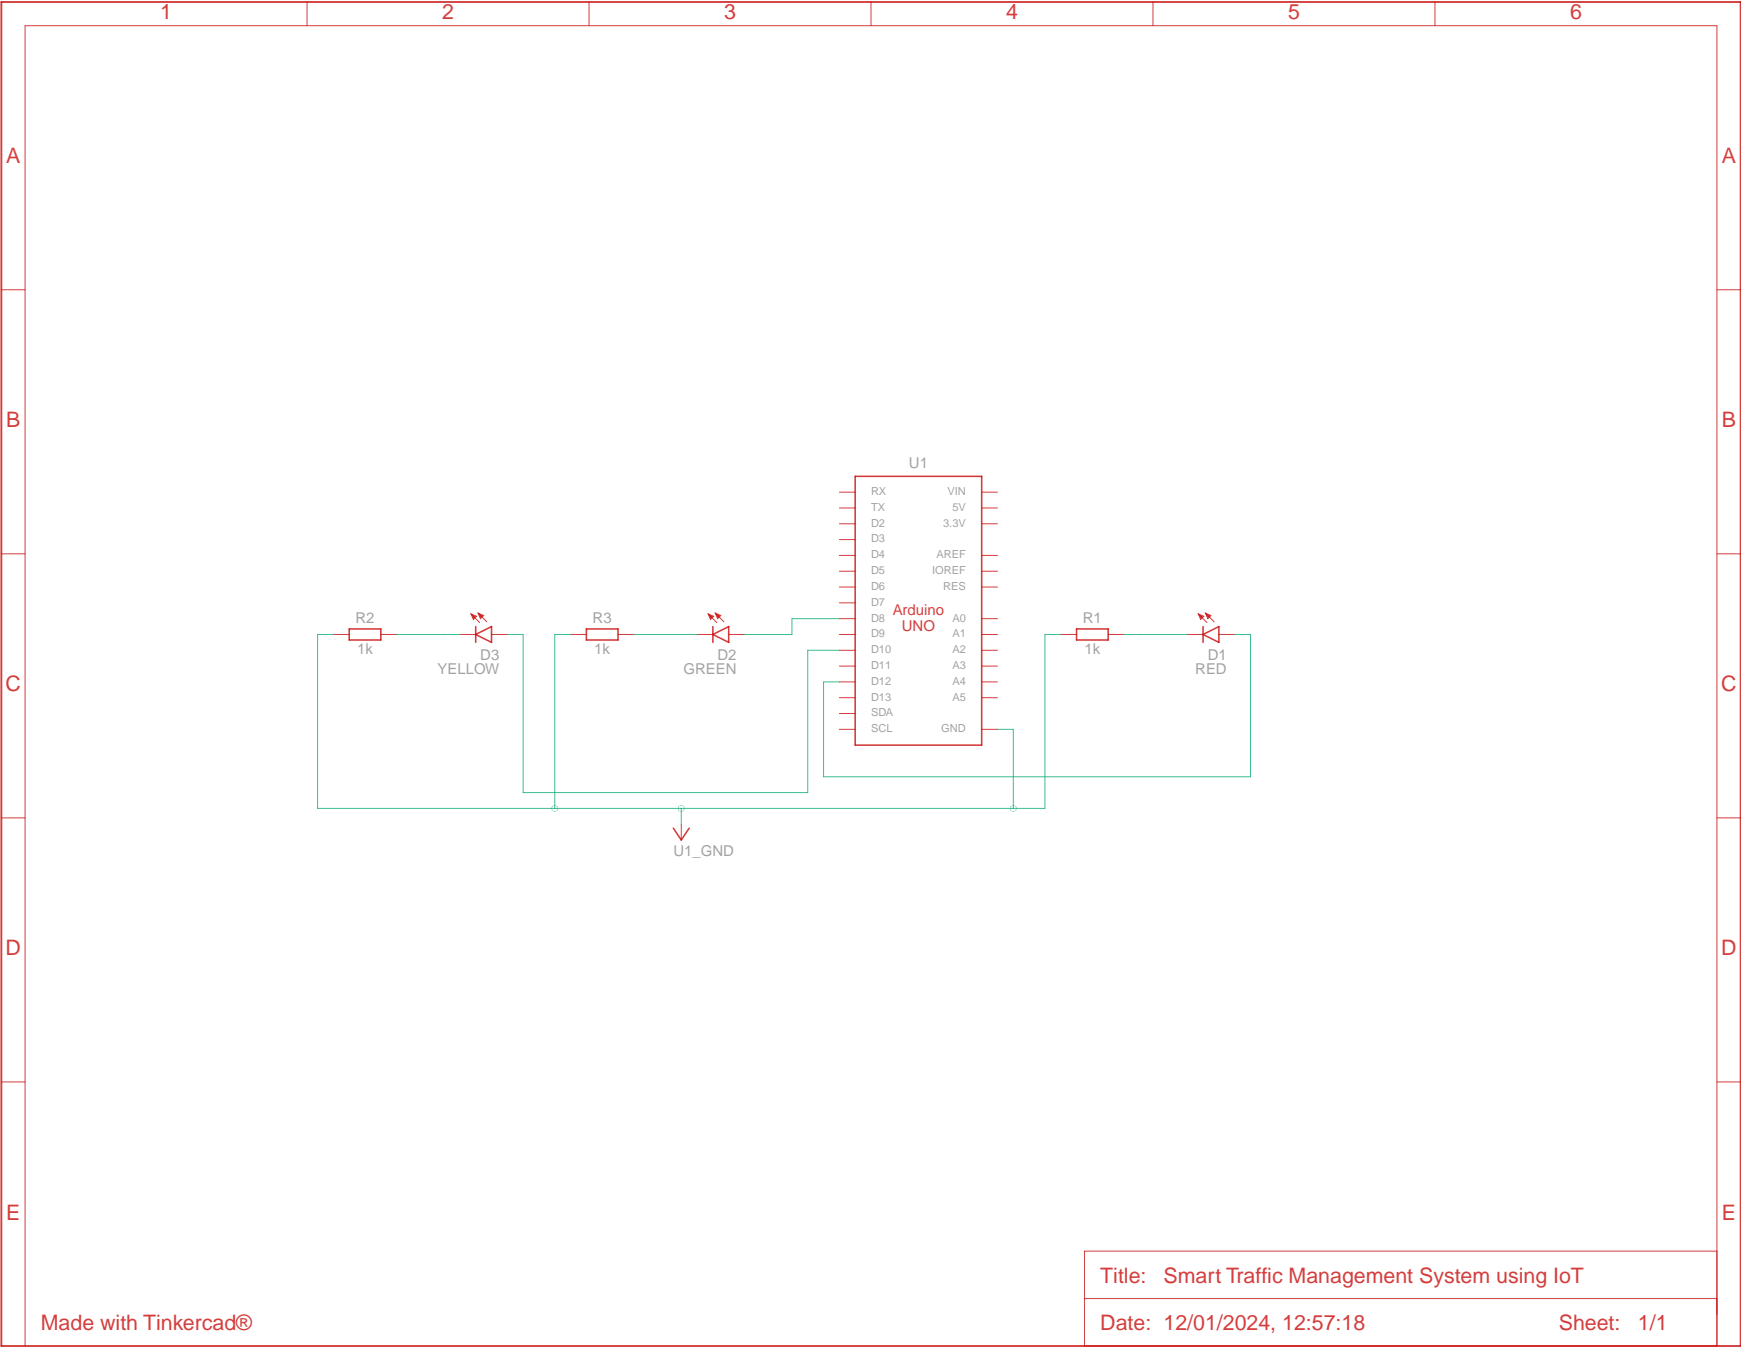 1 2 3 4 5 6
A A
B B
U1
RX VIN
TX 5V
D2 3.3V
D3
D4 AREF
D5 IOREF
D6 RES
D7
Arduino
UNO
D8 A0
D9 A1
D10 A2
D11 A3
D12 A4
D13 A5
SDA
SCL GND
R2
1k
D3
YELLOW
R3
1k
D2
GREEN
R1
1k
D1
RED
C C
U1_GND
D D
E E
Title: Smart Traffic Management System using IoT
Made with Tinkercad®
Date: 12/01/2024, 12:57:18 Sheet: 1/1